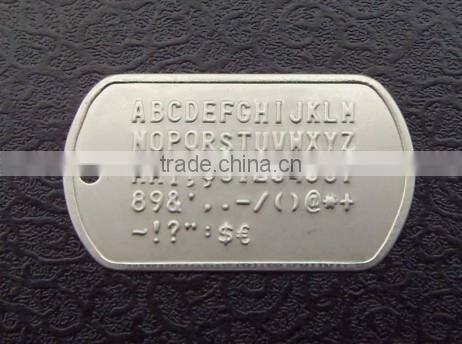 ABCDEFGHIJKLM
NOPQRSTUVWXYZ
trade.china.cn
89&',.-/()@*+
~!?":$€